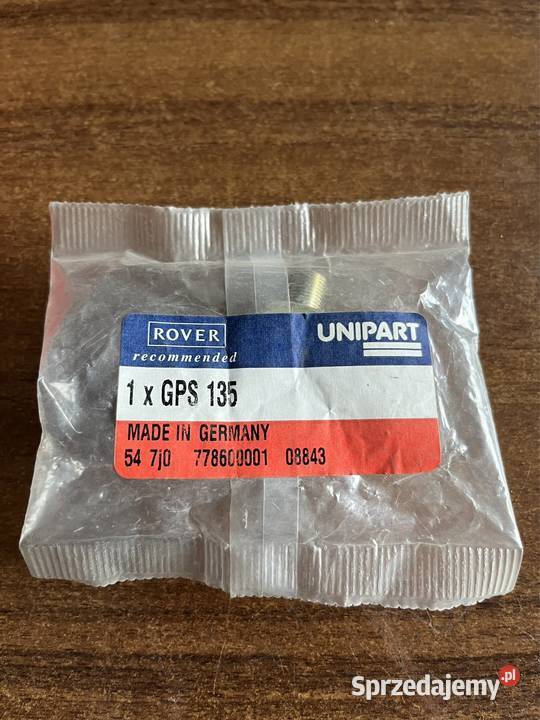 ROVER
recommended
UNIPART
1 x GPS 135
MADE IN GERMANY
54 7j0 778600001 08843
Sprzedajemy.pl